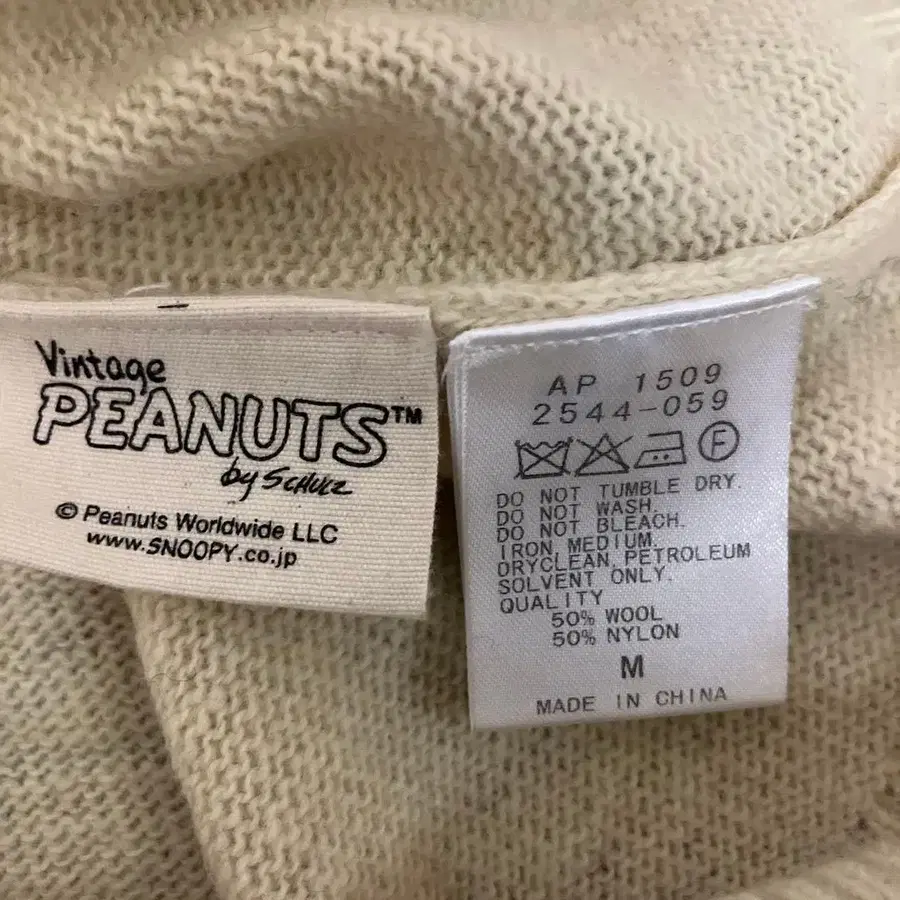 Vintage
PEANUTS™
by SCHULZ
© Peanuts Worldwide LLC
www.SNOOPY.co.jp
AP 1509
2544-059
F
DO NOT TUMBLE DRY.
DO NOT WASH.
DO NOT BLEACH.
IRON MEDIUM.
DRYCLEAN, PETROLEUM
SOLVENT ONLY.
QUALITY
50% WOOL
50% NYLON
M
MADE IN CHINA